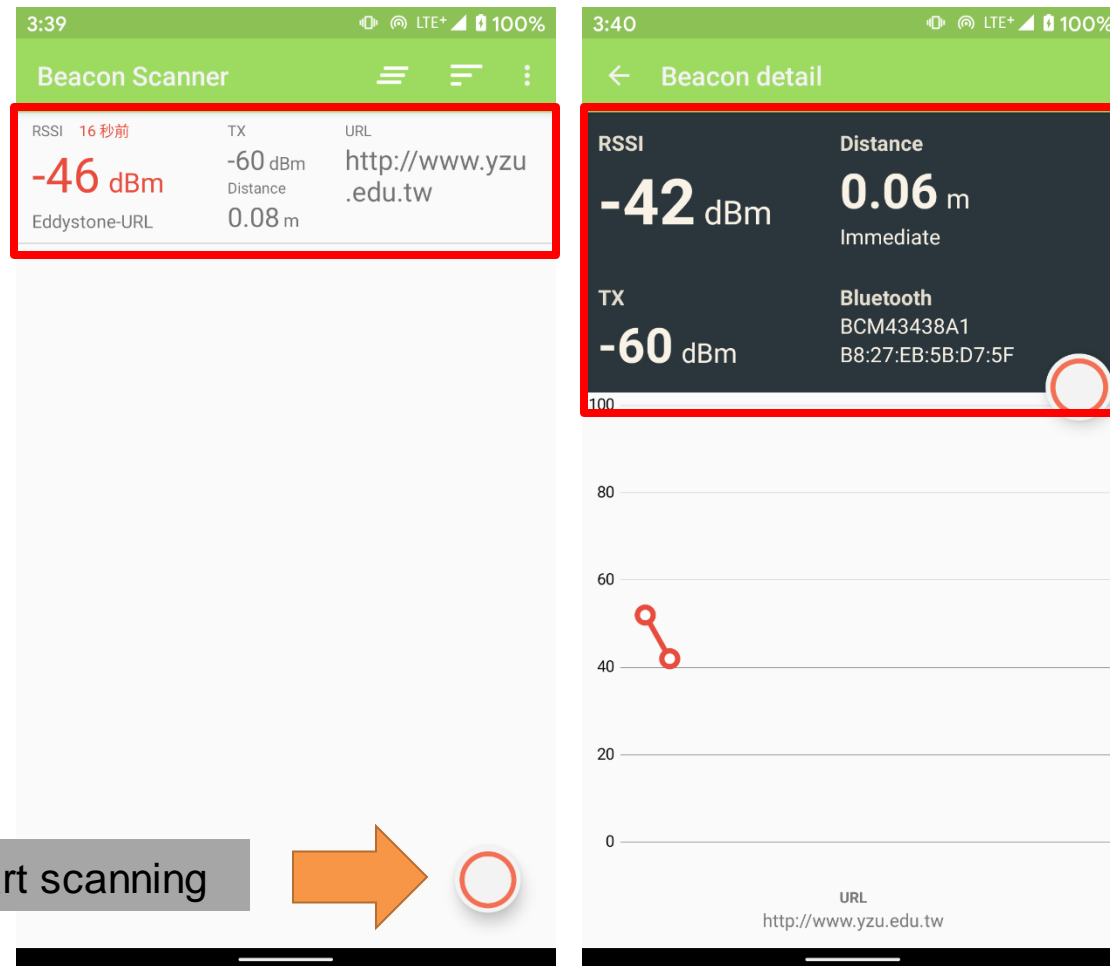 3:39
LTE+
100%
Beacon Scanner
RSSI 16 秒前
TX
URL
-46 dBm
-60 dBm
http://www.yzu
.edu.tw
Distance
Eddystone-URL
0.08 m
rt scanning
3:40
LTE+
100%
Beacon detail
RSSI
Distance
-42 dBm
0.06 m
Immediate
TX
Bluetooth
-60 dBm
BCM43438A1
B8:27:EB:5B:D7:5F
100
80
60
40
20
0
URL
http://www.yzu.edu.tw